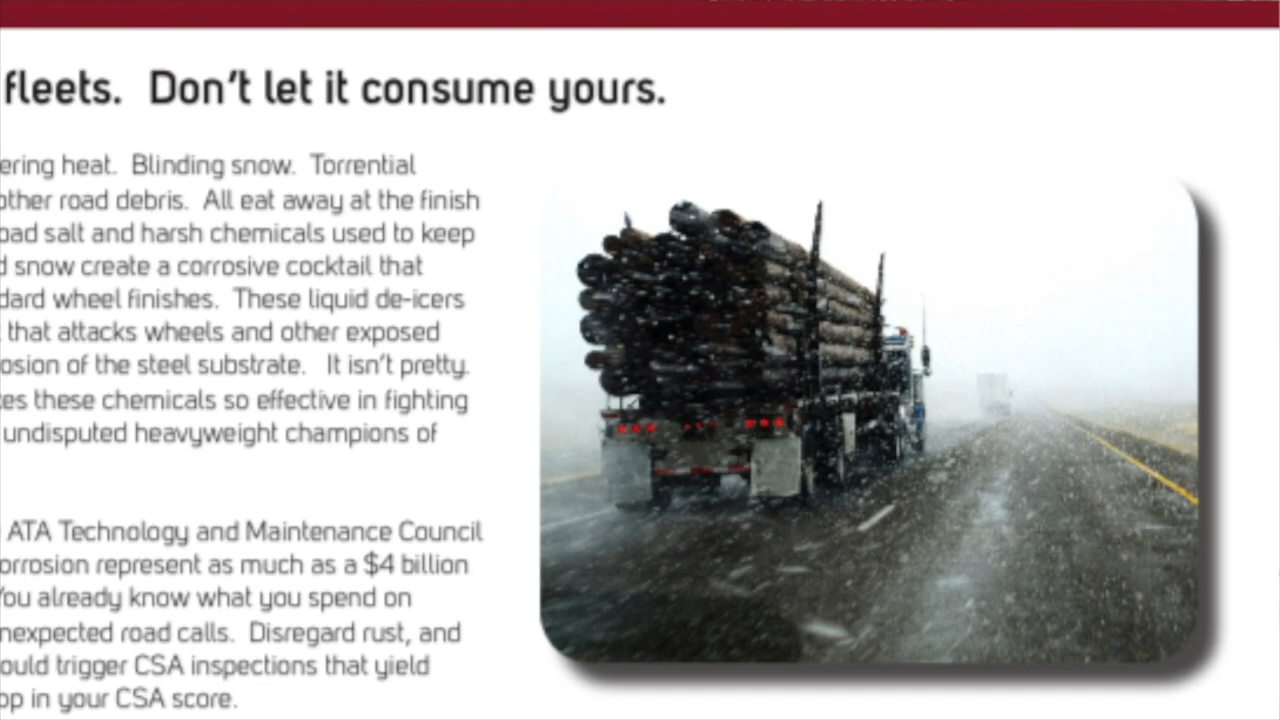 fleets. Don't let it consume yours.
ering heat. Blinding snow. Torrential
other road debris. All eat away at the finish
oad salt and harsh chemicals used to keep
d snow create a corrosive cocktail that
dard wheel finishes. These liquid de-icers
that attacks wheels and other exposed
osion of the steel substrate. It isn't pretty.
es these chemicals so effective in fighting
undisputed heavyweight champions of
ATA Technology and Maintenance Council
orrosion represent as much as a $4 billion
You already know what you spend on
nexpected road calls. Disregard rust, and
ould trigger CSA inspections that yield
op in your CSA score.